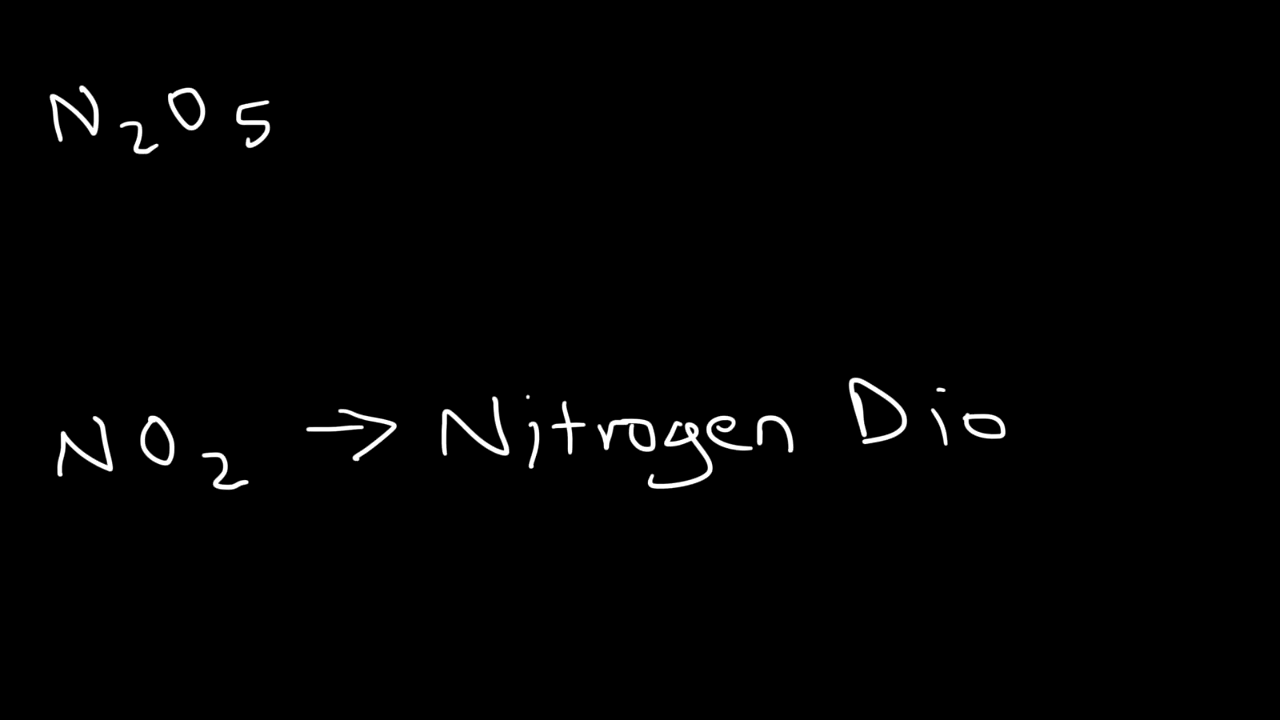 N₂O₅
NO₂ → Nitrogen Dio